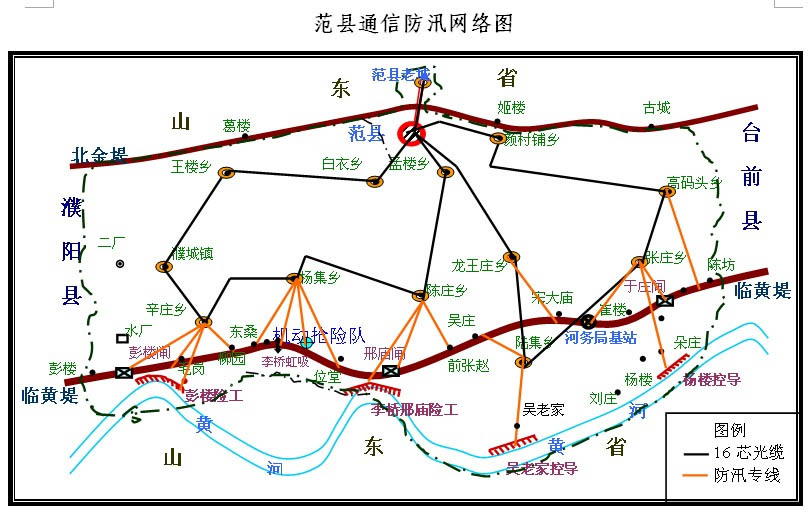 范县通信防汛网络图
范县老城
东
省
山
葛楼
姬楼
古城
范县
顾村铺乡
台前县
北金堤
王楼乡
白衣乡
孟楼乡
高码头乡
濮阳县
二厂
濮城镇
杨集乡
龙王庄乡
张庄乡
陈坊
辛庄乡
陈庄乡
宋大庙
于庄闸
临黄堤
水厂
东桑
机动抢险队
吴庄
崔楼
彭楼闸
邢庙闸
陆集乡
河务局基站
朵庄
彭楼
毛岗
柳园
李桥虹吸
位堂
前张赵
杨楼
杨楼控导
临黄堤
彭楼险工
李桥邢庙险工
吴老家
刘庄
黄
河
省
山
河
东
黄
吴老家控导
图例
16芯光缆
防汛专线